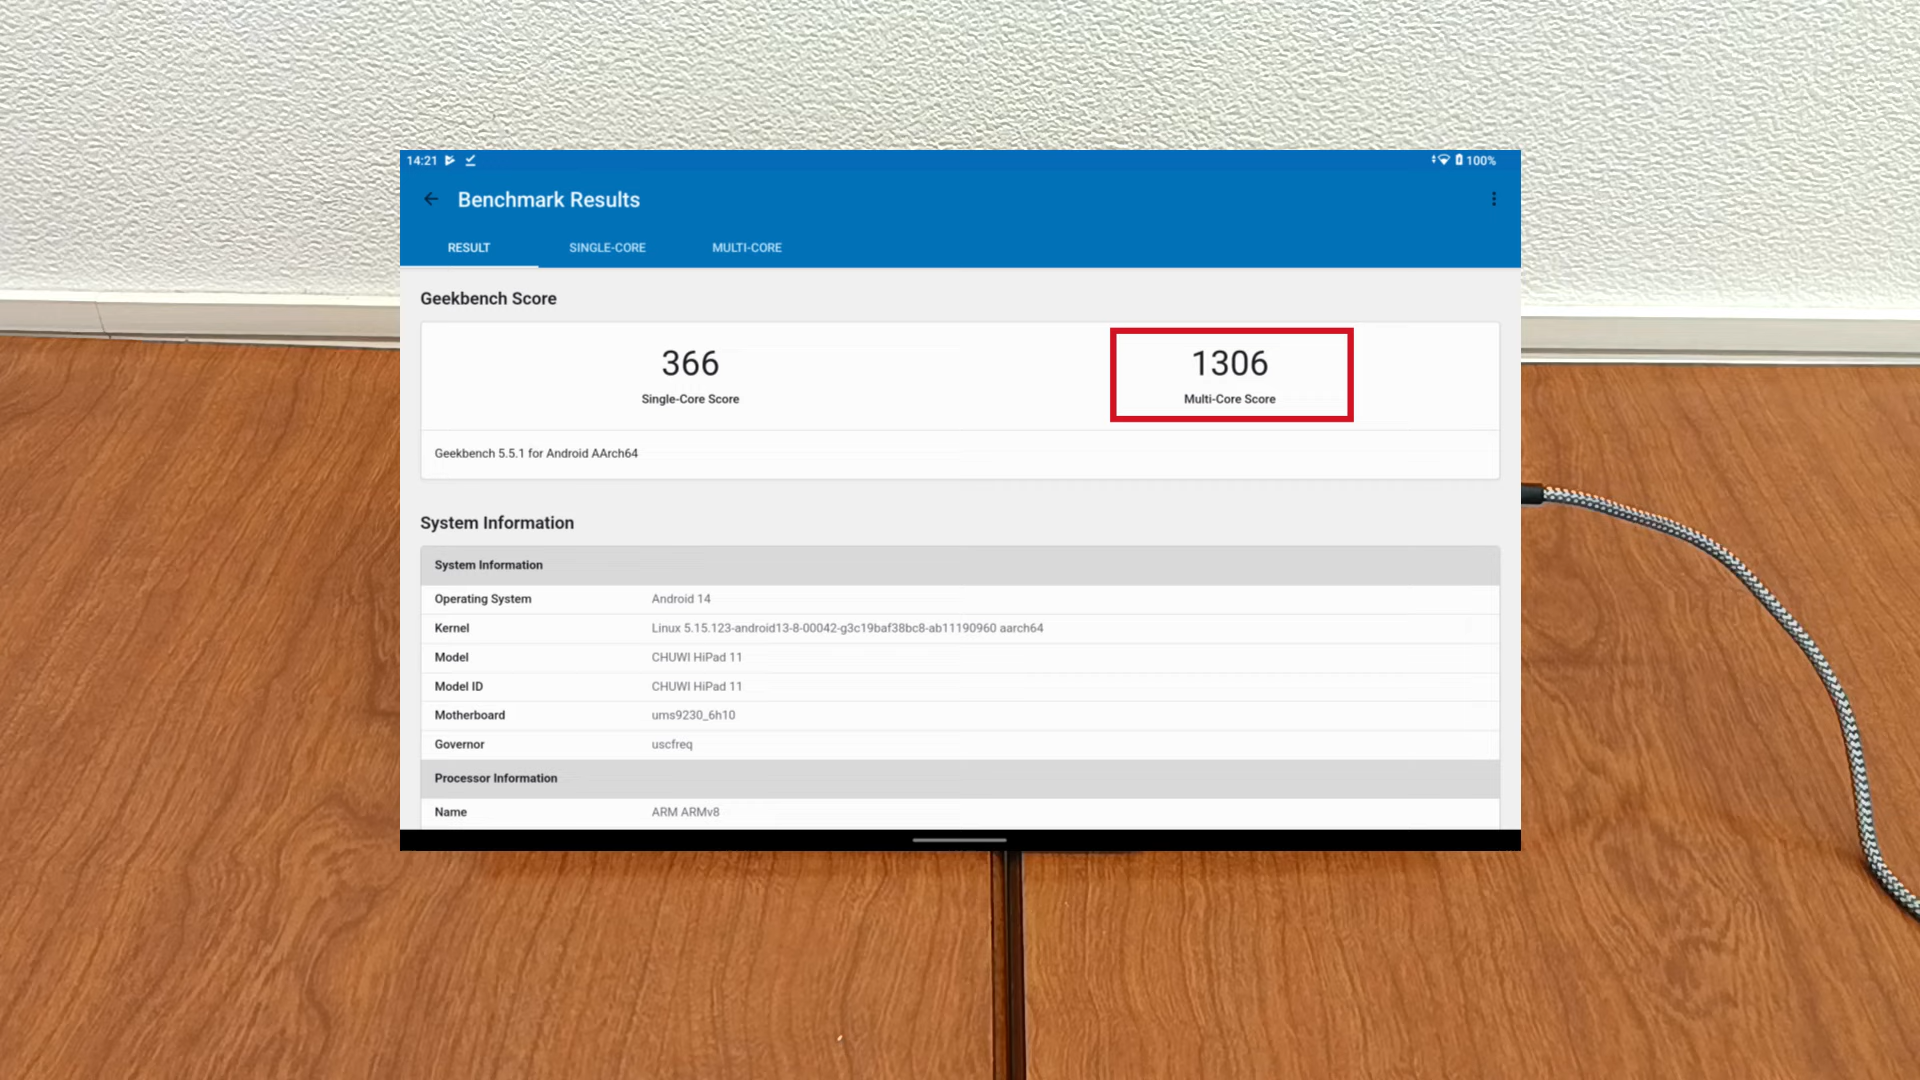 14:21
100%
Benchmark Results
RESULT SINGLE-CORE MULTI-CORE
Geekbench Score
366 1306
Single-Core Score Multi-Core Score
Geekbench 5.5.1 for Android AArch64
System Information
System Information
Operating System Android 14
Kernel Linux 5.15.123-android13-8-00042-g3c19baf38bc8-ab11190960 aarch64
Model CHUWI HiPad 11
Model ID CHUWI HiPad 11
Motherboard ums9230_6h10
Governor uscfreq
Processor Information
Name ARM ARMv8